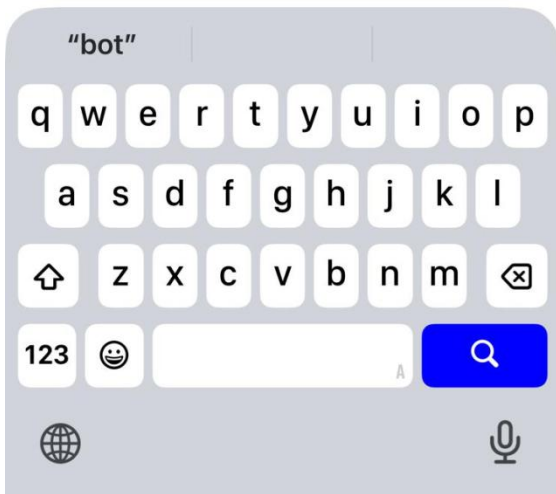 “bot”
q w e r t y u i o p
a s d f g h j k l
z x c v b n m
123 A